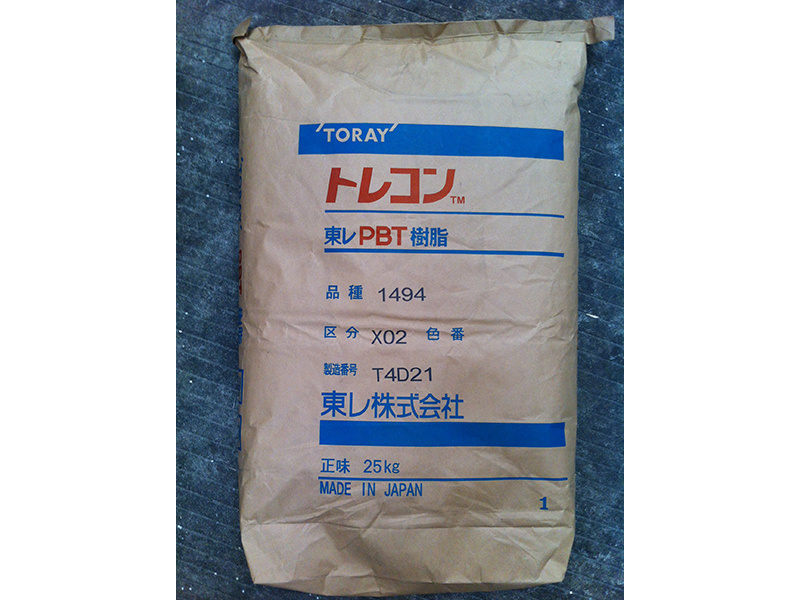 TORAY
トレコン TM
東レPBT樹脂
品種 1494
区分 X02 色番
製造番号 T4D21
東レ株式会社
正味 25kg
MADE IN JAPAN
1